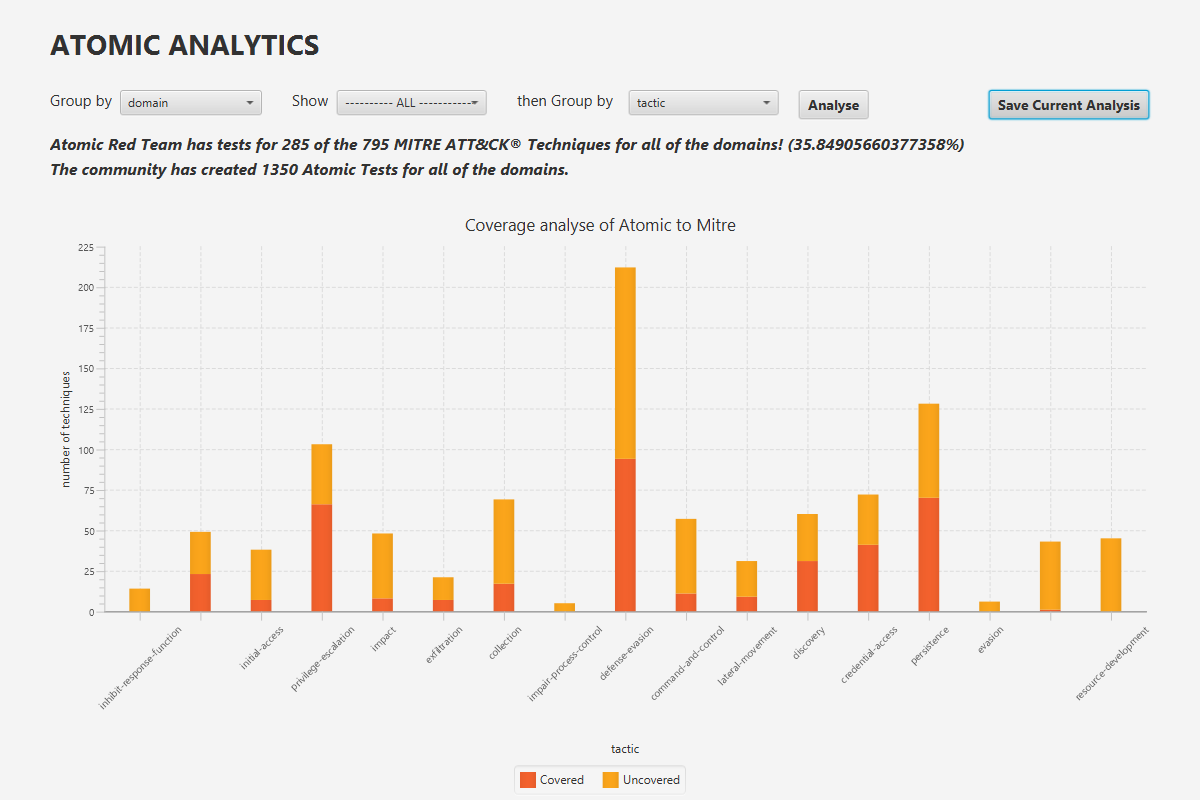 ATOMIC ANALYTICS
Group by domain Show ---------- ALL ----------- then Group by tactic Analyse Save Current Analysis
Atomic Red Team has tests for 285 of the 795 MITRE ATT&CK® Techniques for all of the domains! (35.84905660377358%)
The community has created 1350 Atomic Tests for all of the domains.
Coverage analyse of Atomic to Mitre
number of techniques
225
200
175
150
125
100
75
50
25
0
inhibit-response-function
initial-access
privilege-escalation
impact
exfiltration
collection
impair-process-control
defense-evasion
command-and-control
lateral-movement
discovery
credential-access
persistence
evasion
resource-development
tactic
Covered Uncovered